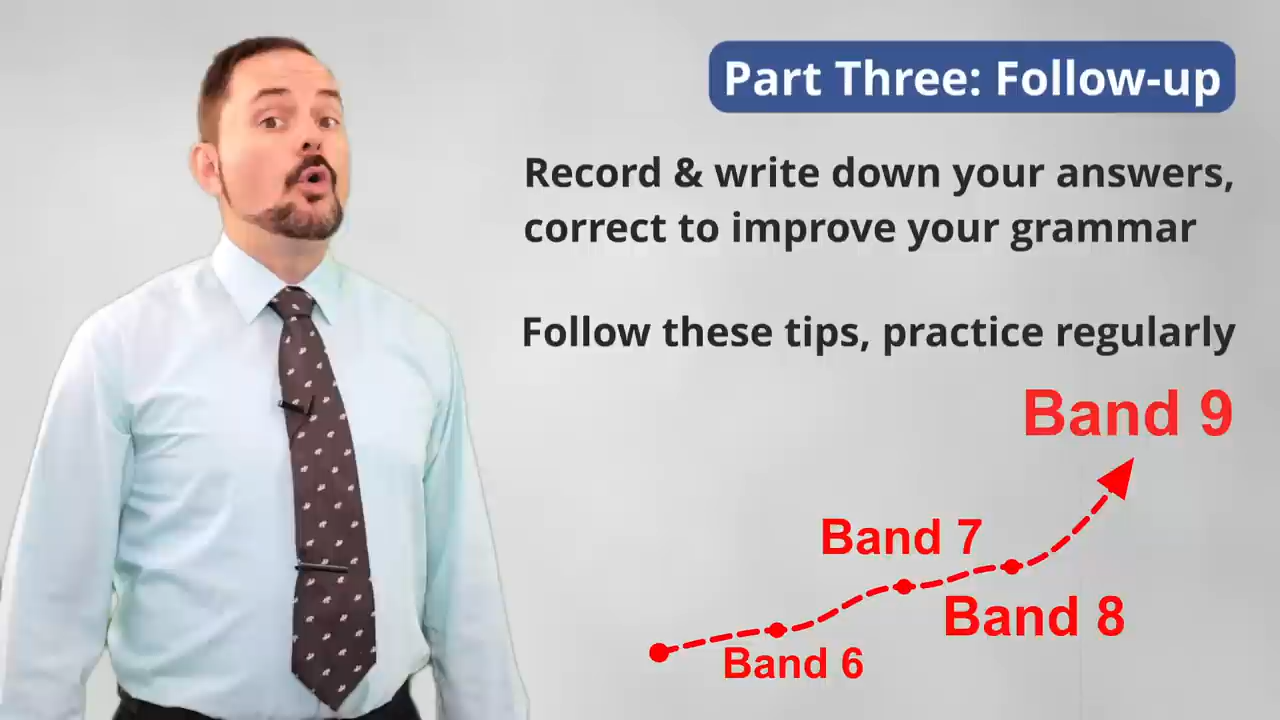 Part Three: Follow-up
Record & write down your answers,
correct to improve your grammar
Follow these tips, practice regularly
Band 9
Band 7
Band 8
Band 6